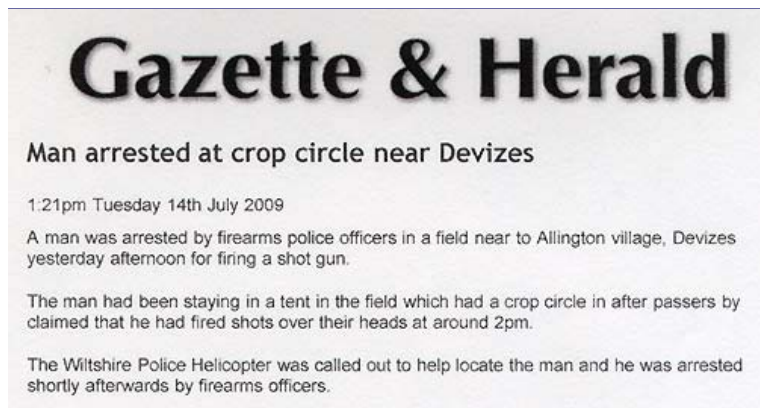 Gazette & Herald
Man arrested at crop circle near Devizes
1:21pm Tuesday 14th July 2009
A man was arrested by firearms police officers in a field near to Allington village, Devizes
yesterday afternoon for firing a shot gun.
The man had been staying in a tent in the field which had a crop circle in after passers by
claimed that he had fired shots over their heads at around 2pm.
The Wiltshire Police Helicopter was called out to help locate the man and he was arrested
shortly afterwards by firearms officers.